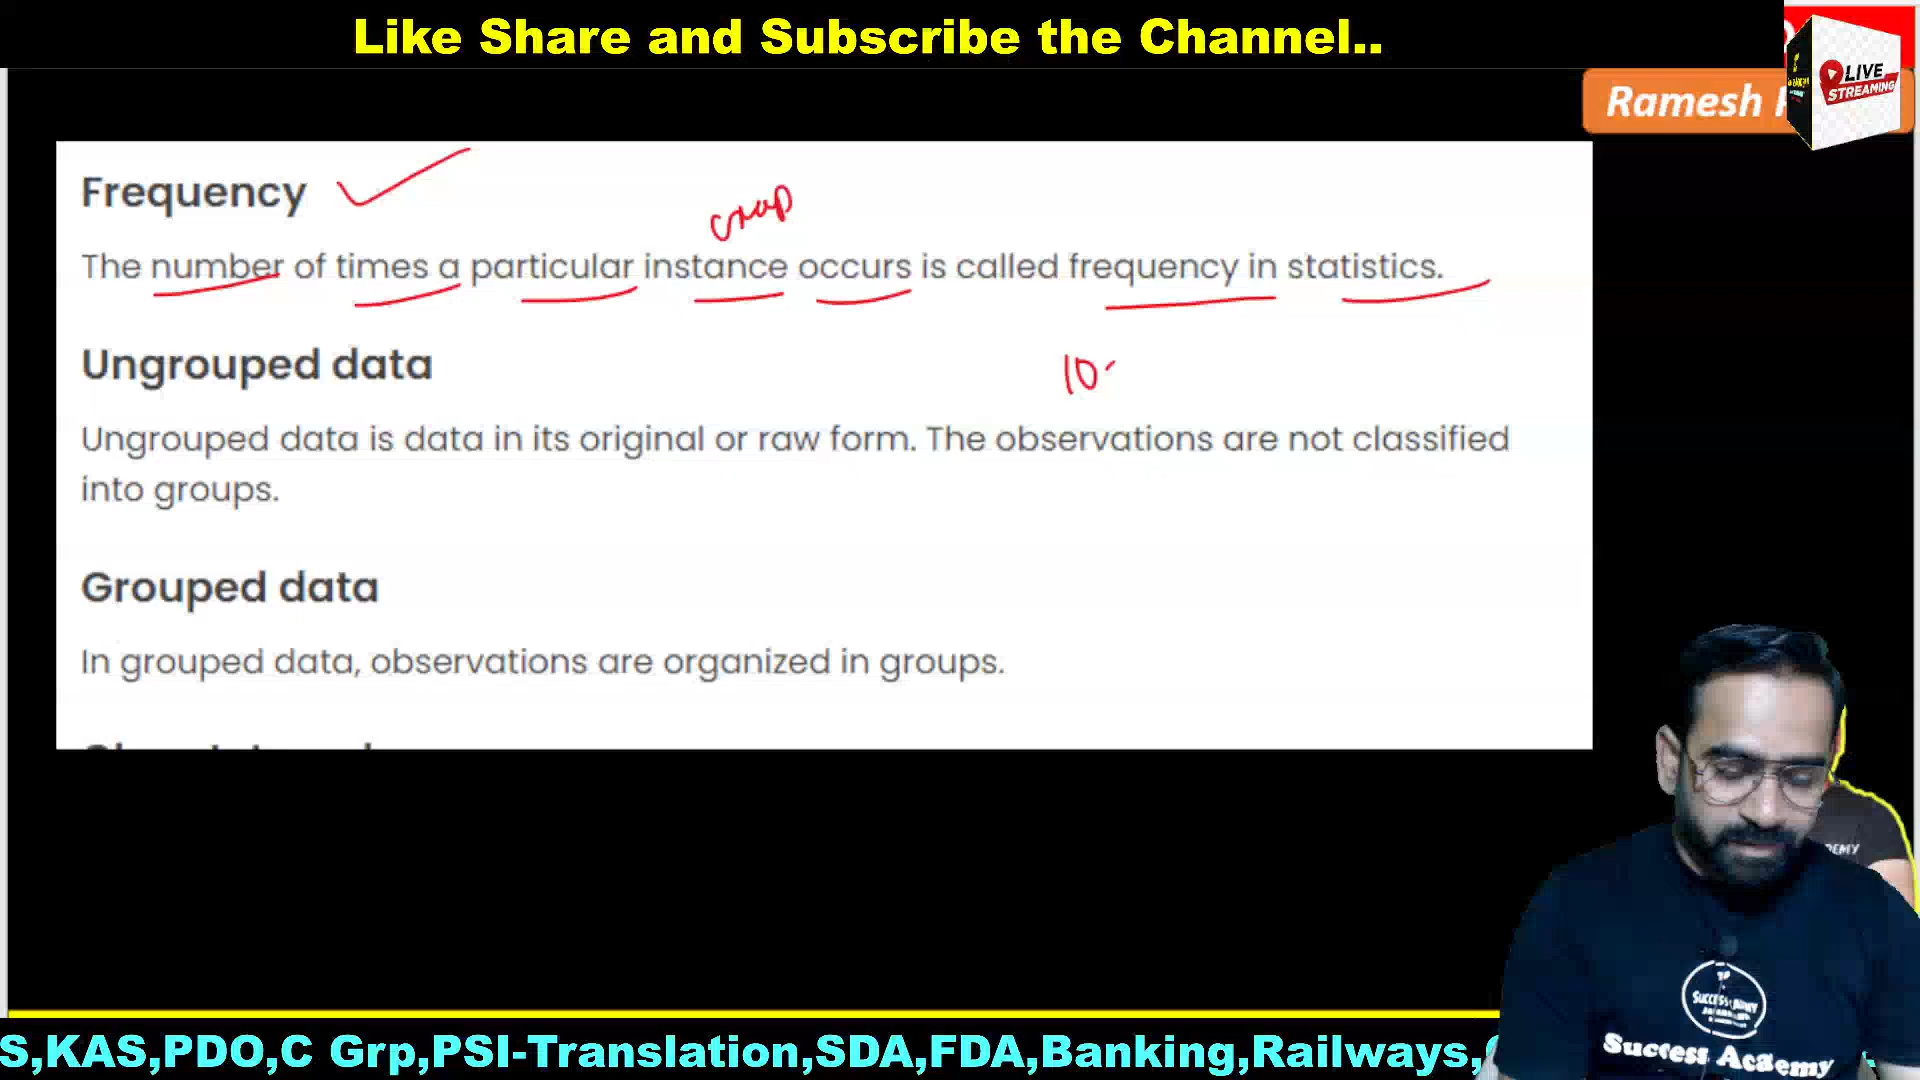 Like Share and Subscribe the Channel..
LIVE
STREAMING
Ramesh
Frequency
Group
The number of times a particular instance occurs is called frequency in statistics.
Ungrouped data
10
Ungrouped data is data in its original or raw form. The observations are not classified
into groups.
Grouped data
In grouped data, observations are organized in groups.
Success Academy
S,KAS,PDO,C Grp,PSI-Translation,SDA,FDA,Banking,Railways,